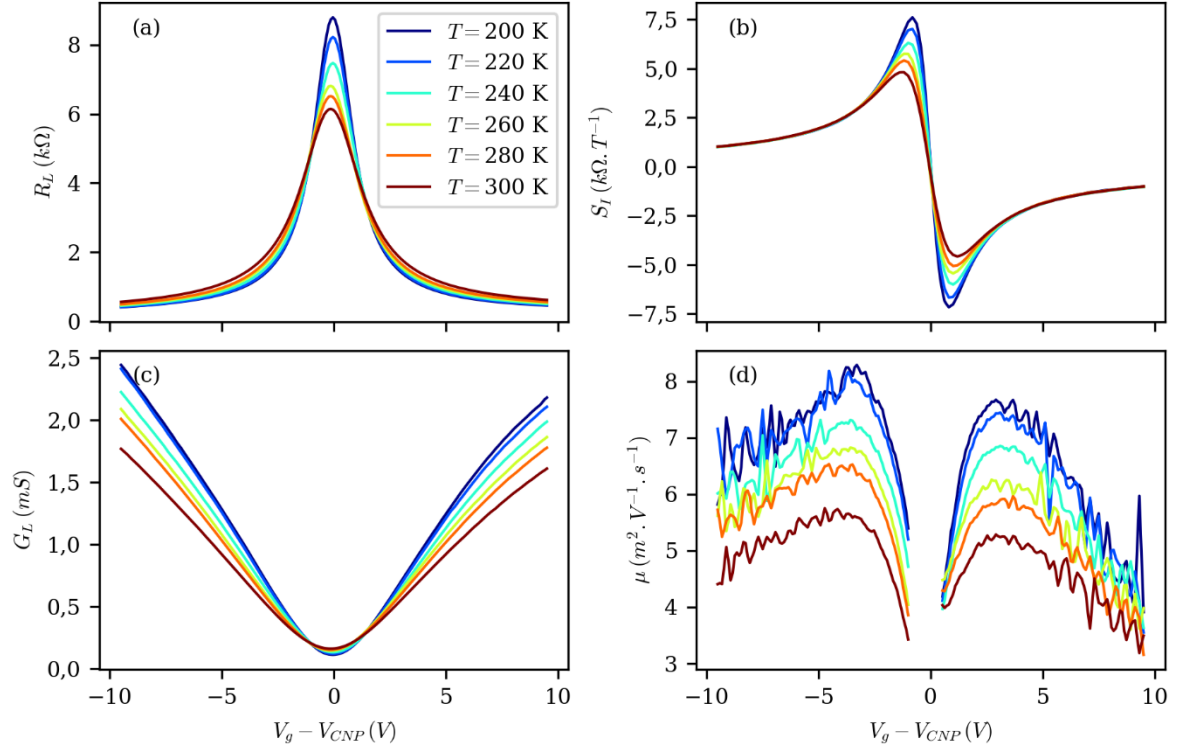 (a)
R_L (kΩ)
8
6
4
2
0
T = 200 K
T = 220 K
T = 240 K
T = 260 K
T = 280 K
T = 300 K
(b)
S_I (kΩ.T⁻¹)
7,5
5,0
2,5
0,0
−2,5
−5,0
−7,5
(c)
G_L (mS)
2,5
2,0
1,5
1,0
0,5
0,0
−10 −5 0 5 10
V_g − V_CNP (V)
(d)
μ (m².V⁻¹.s⁻¹)
8
7
6
5
4
3
−10 −5 0 5 10
V_g − V_CNP (V)